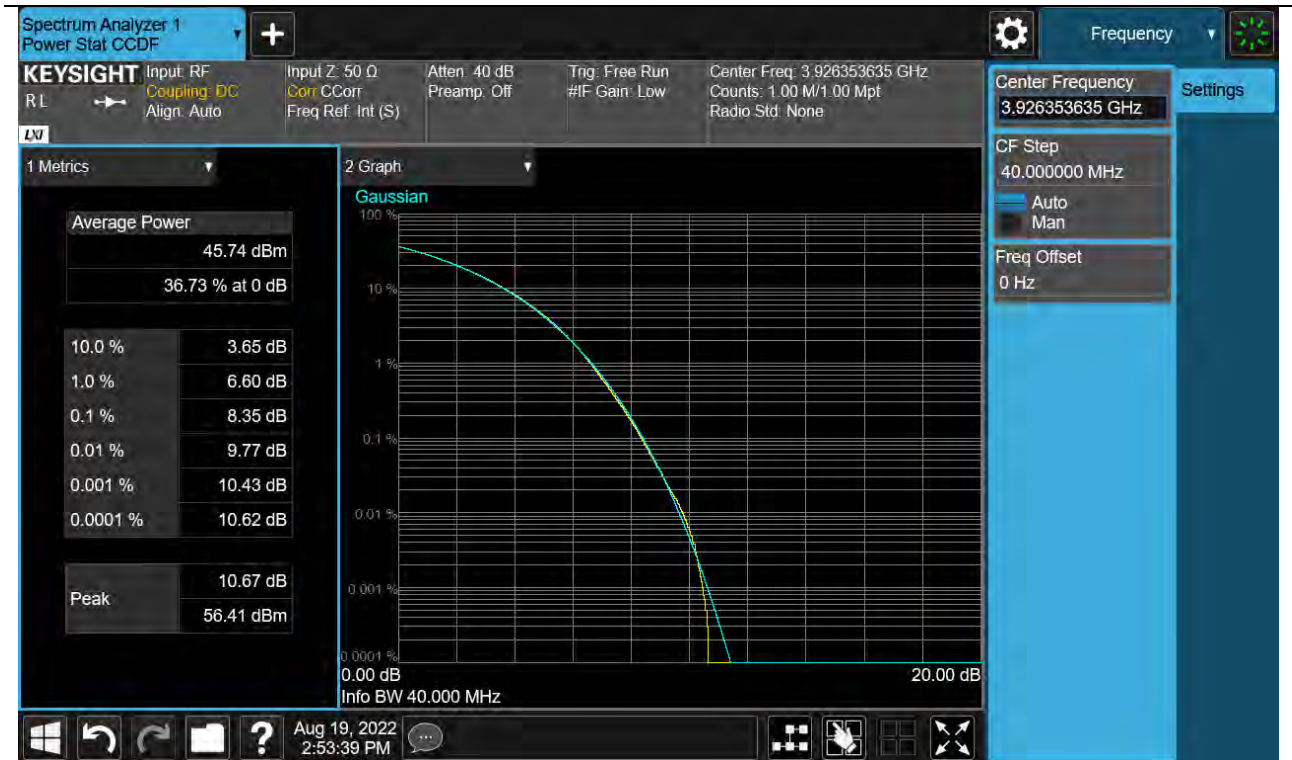 Spectrum Analyzer 1
Power Stat CCDF
+
Frequency
KEYSIGHT
RL
LXI
Input: RF
Coupling: DC
Align: Auto
Input Z: 50 Ω
Corr CCorr
Freq Ref: Int (S)
Atten: 40 dB
Preamp: Off
Trig: Free Run
#IF Gain: Low
Center Freq: 3.926353635 GHz
Counts: 1.00 M/1.00 Mpt
Radio Std: None
Center Frequency
3.926353635 GHz
Settings
CF Step
40.000000 MHz
Auto
Man
Freq Offset
0 Hz
1 Metrics
Average Power
45.74 dBm
36.73 % at 0 dB
10.0 % 3.65 dB
1.0 % 6.60 dB
0.1 % 8.35 dB
0.01 % 9.77 dB
0.001 % 10.43 dB
0.0001 % 10.62 dB
Peak
10.67 dB
56.41 dBm
2 Graph
Gaussian
100 %
10 %
1 %
0.1 %
0.01 %
0.001 %
0.0001 %
0.00 dB 20.00 dB
Info BW 40.000 MHz
?
Aug 19, 2022
2:53:39 PM